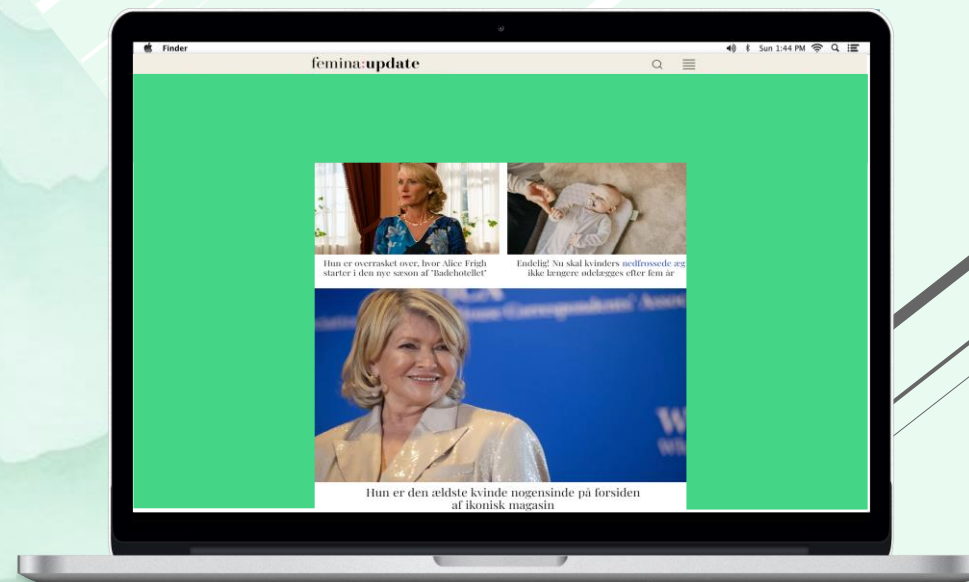 Finder
Sun 1:44 PM
femina:update
Hun er overrasket over, hvor Alice Frigh
starter i den nye sæson af "Badehotellet"
Endelig! Nu skal kvinders nedfrossede æg
ikke længere ødelægges efter fem år
Correspondents' Assoc
Hun er den ældste kvinde nogensinde på forsiden
af ikonisk magasin